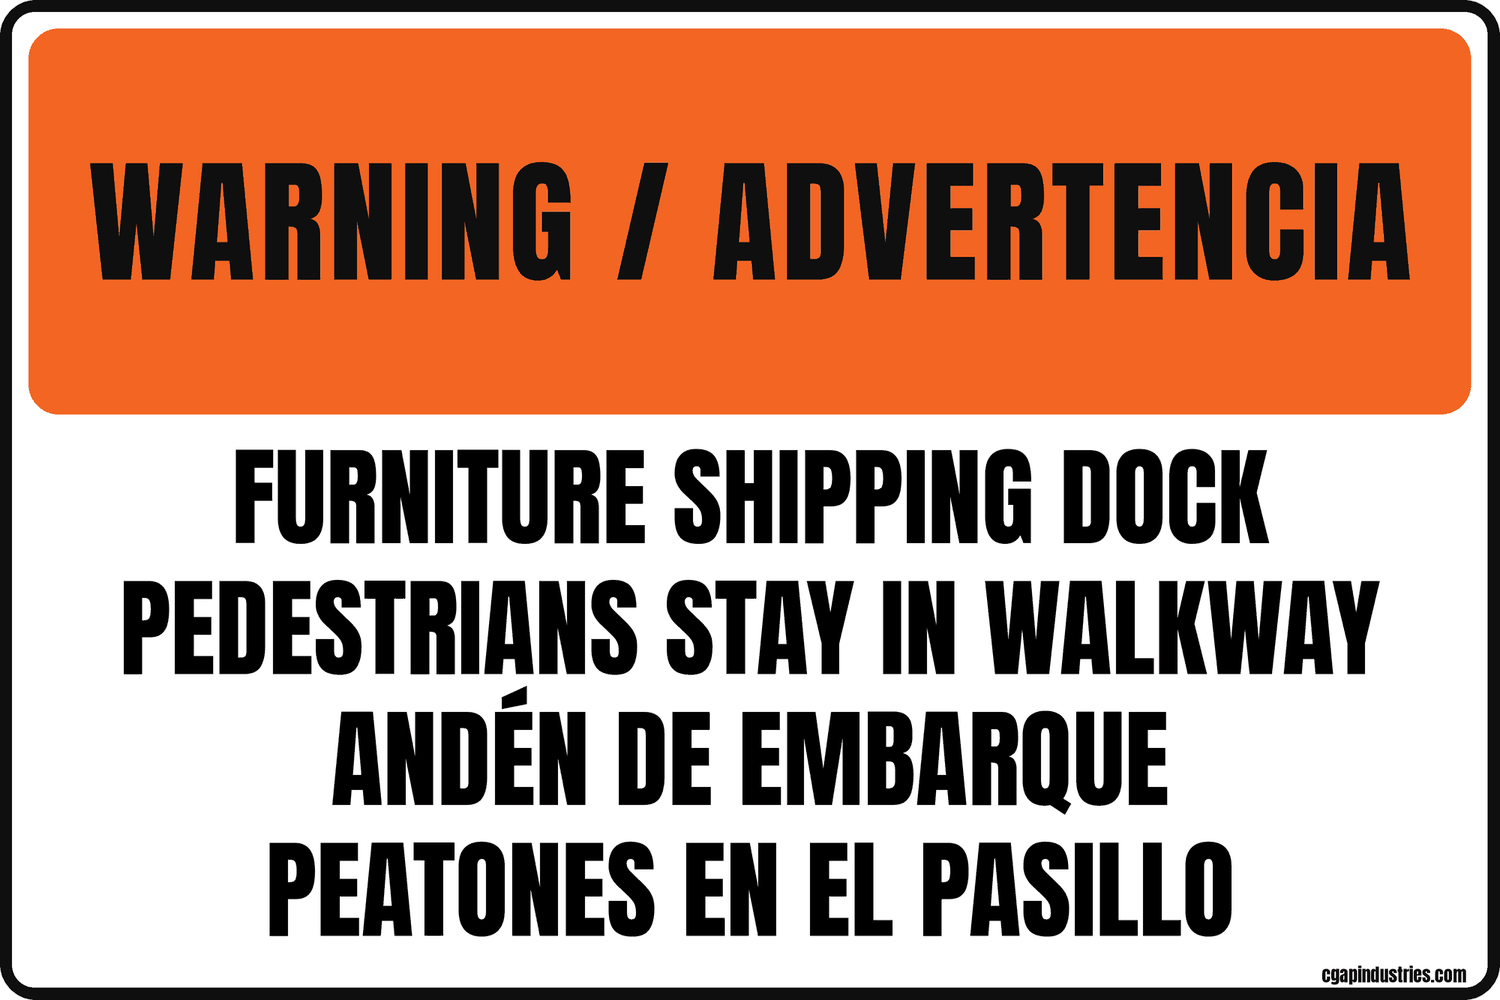 WARNING / ADVERTENCIA
FURNITURE SHIPPING DOCK
PEDESTRIANS STAY IN WALKWAY
ANDÉN DE EMBARQUE
PEATONES EN EL PASILLO
cgapindustries.com